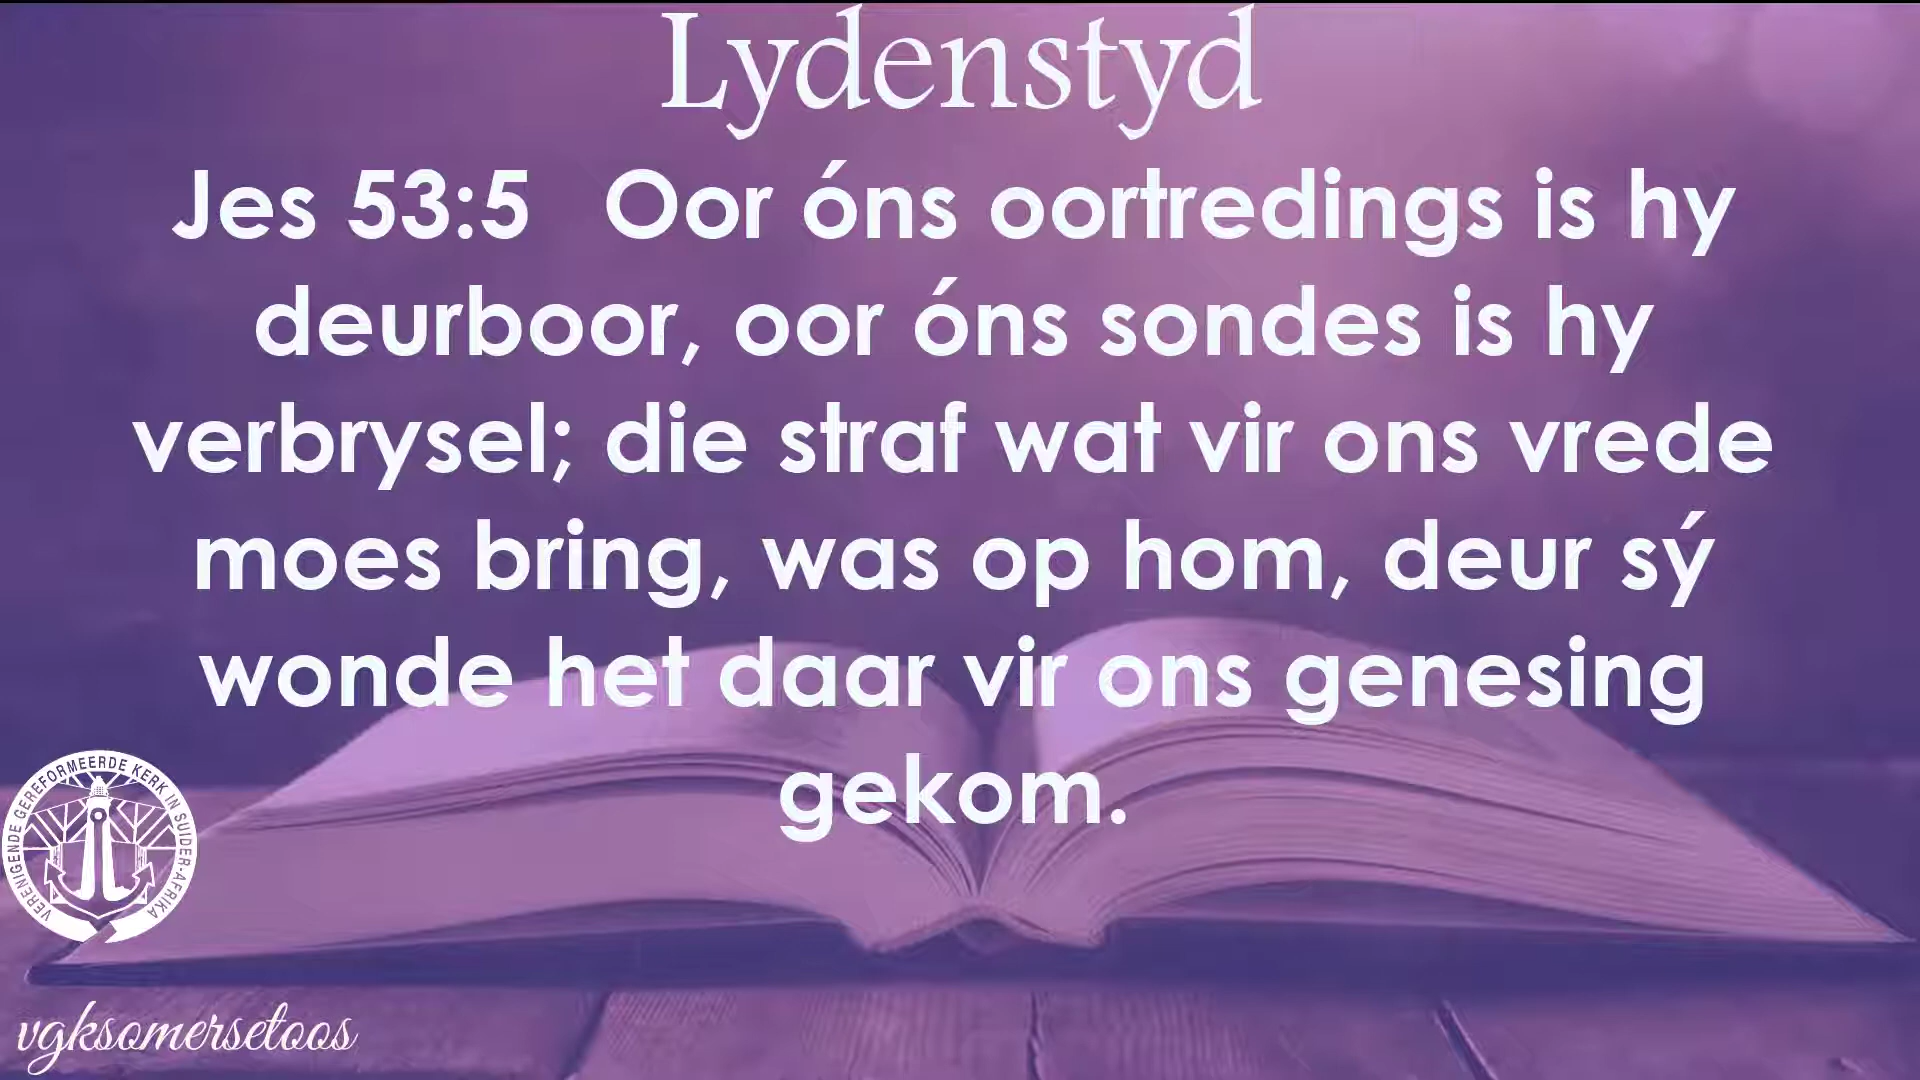 Lydenstyd
Jes 53:5 Oor óns oortredings is hy
deurboor, oor óns sondes is hy
verbrysel; die straf wat vir ons vrede
moes bring, was op hom, deur sý
wonde het daar vir ons genesing
gekom.
VERENIGENDE GEREFORMEERDE KERK IN SUIDER-AFRIKA
vgksomersetoos